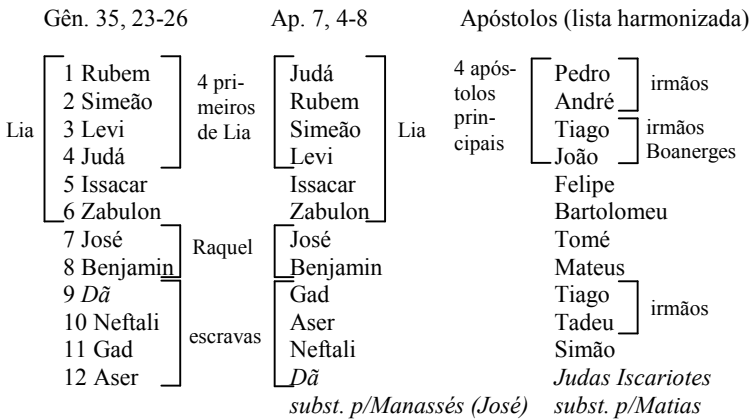 Gên. 35, 23-26 Ap. 7, 4-8 Apóstolos (lista harmonizada)
1 Rubem Judá Pedro
2 Simeão 4 pri- Rubem 4 após- André irmãos
3 Levi meiros Simeão tolos Tiago irmãos
Lia 4 Judá de Lia Levi Lia prin- João Boanerges
5 Issacar Issacar cipais Felipe
6 Zabulon Zabulon Bartolomeu
7 José José Tomé
8 Benjamin Raquel Benjamin Mateus
9 Dã Gad Tiago
10 Neftali escravas Aser Tadeu irmãos
11 Gad Neftali Simão
12 Aser Dã Judas Iscariotes
subst. p/Manassés (José) subst. p/Matias